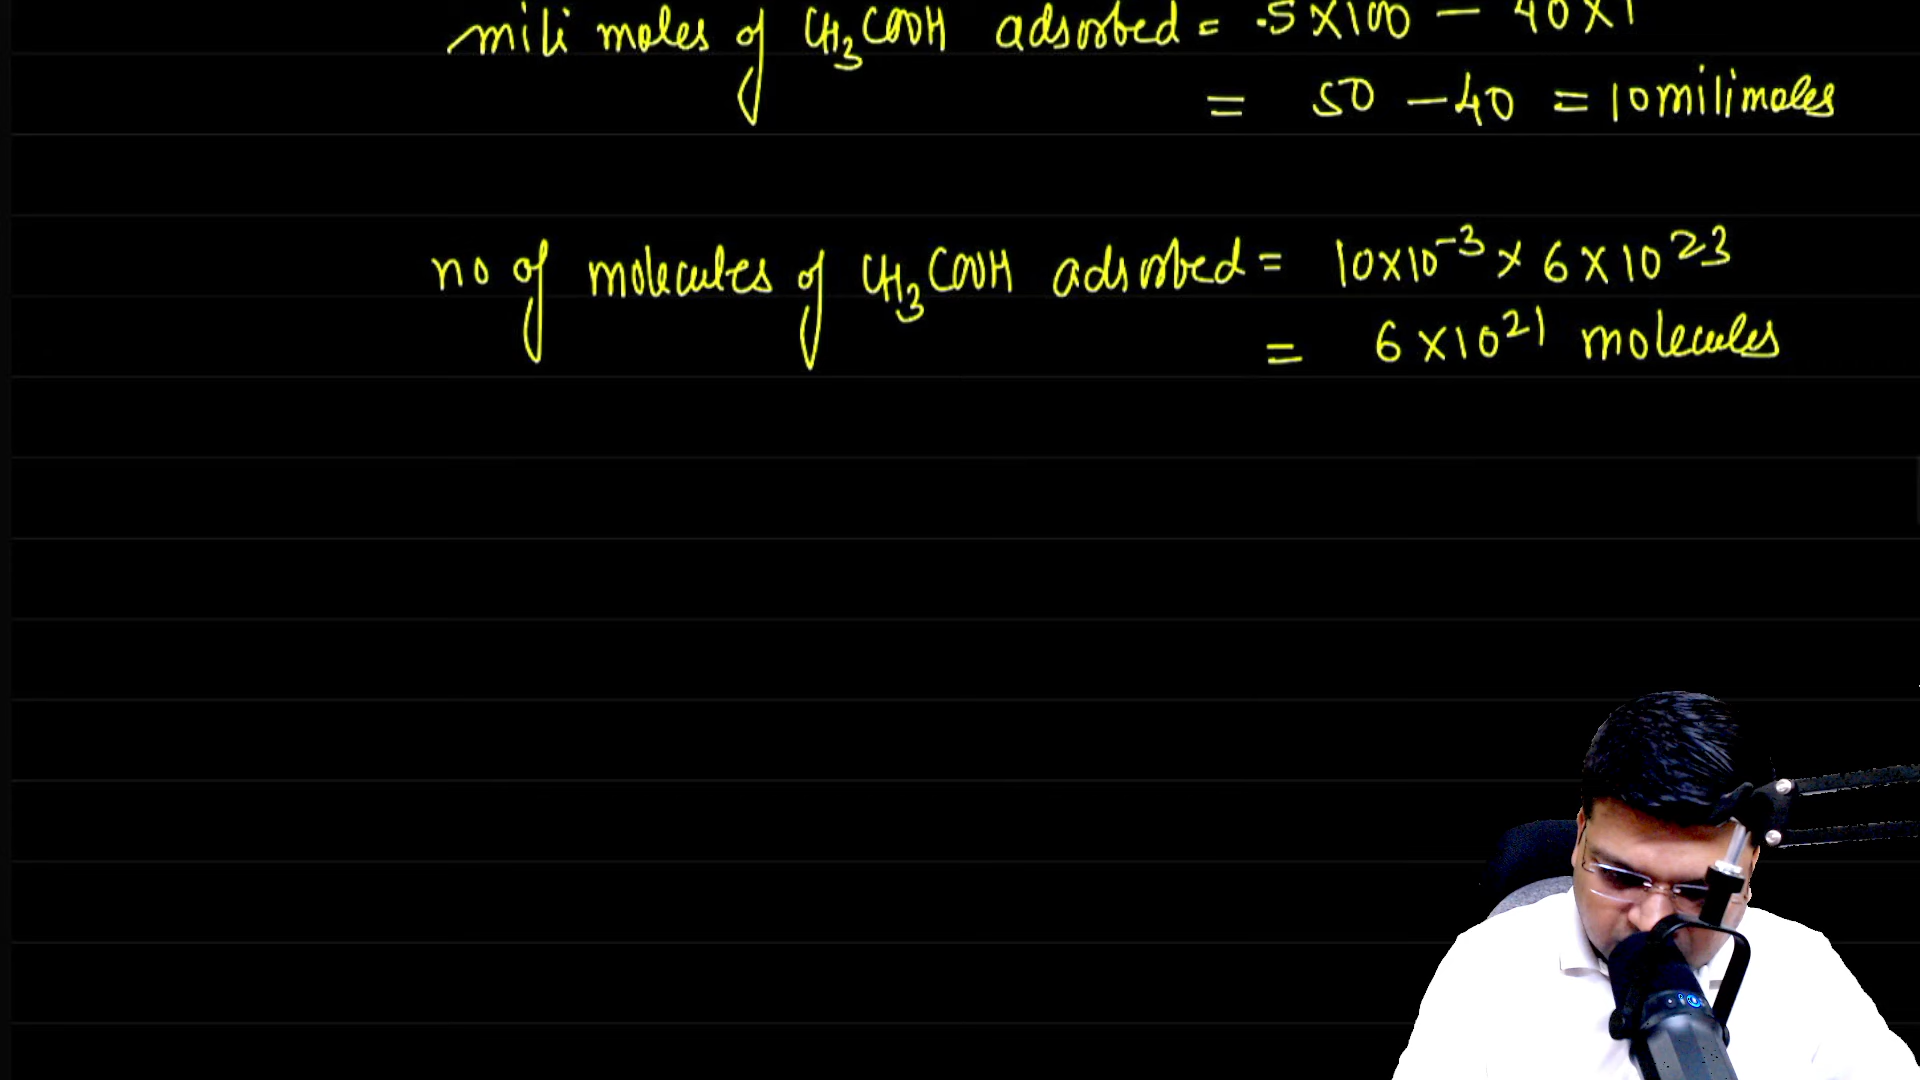 mili moles of CH3COOH adsorbed = .5×100 − 40×1
= 50 − 40 = 10 milimoles
no of molecules of CH3COOH adsorbed = 10×10^-3 × 6×10^23
= 6×10^21 molecules